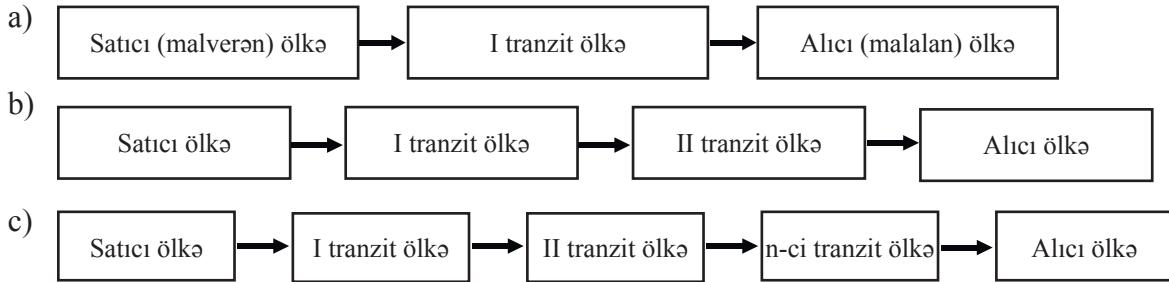 a)
Satıcı (malverən) ölkə I tranzit ölkə Alıcı (malalan) ölkə
b)
Satıcı ölkə I tranzit ölkə II tranzit ölkə Alıcı ölkə
c)
Satıcı ölkə I tranzit ölkə II tranzit ölkə n-ci tranzit ölkə Alıcı ölkə